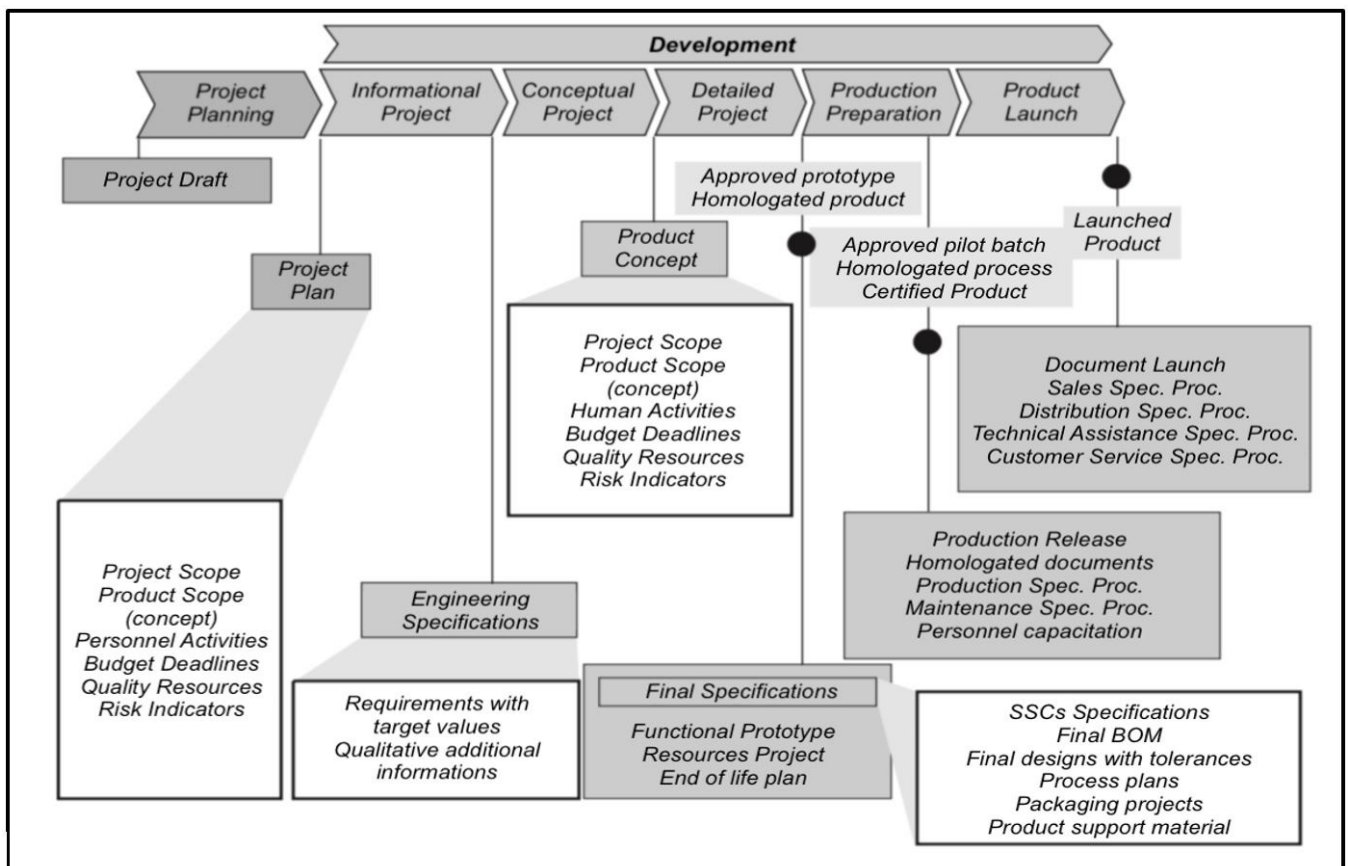 Development
Project
Planning
Informational
Project
Conceptual
Project
Detailed
Project
Production
Preparation
Product
Launch
Project Draft
Approved prototype
Homologated product
Launched
Product
Product
Concept
Approved pilot batch
Homologated process
Certified Product
Project
Plan
Project Scope
Product Scope
(concept)
Human Activities
Budget Deadlines
Quality Resources
Risk Indicators
Document Launch
Sales Spec. Proc.
Distribution Spec. Proc.
Technical Assistance Spec. Proc.
Customer Service Spec. Proc.
Project Scope
Product Scope
(concept)
Personnel Activities
Budget Deadlines
Quality Resources
Risk Indicators
Engineering
Specifications
Requirements with
target values
Qualitative additional
informations
Production Release
Homologated documents
Production Spec. Proc.
Maintenance Spec. Proc.
Personnel capacitation
Final Specifications
Functional Prototype
Resources Project
End of life plan
SSCs Specifications
Final BOM
Final designs with tolerances
Process plans
Packaging projects
Product support material